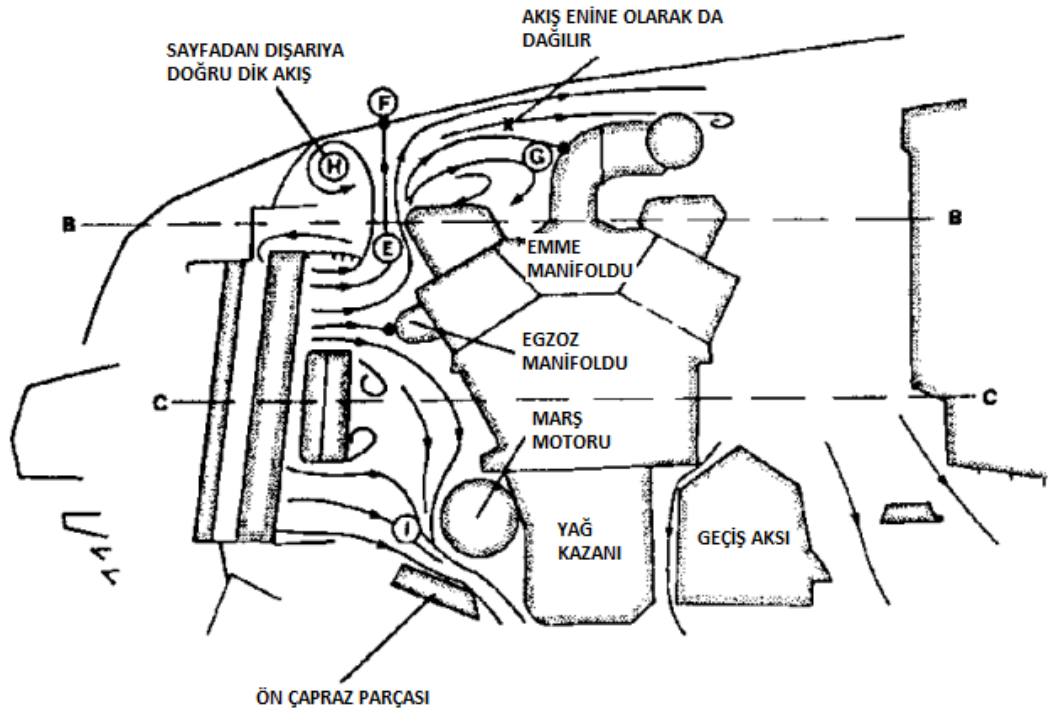 AKIŞ ENİNE OLARAK DA
DAĞILIR
SAYFADAN DIŞARIYA
DOĞRU DİK AKIŞ
F
H
G
B
B
E
EMME
MANİFOLDU
EGZOZ
MANİFOLDU
C
C
MARŞ
MOTORU
I
YAĞ
KAZANI
GEÇİŞ AKSI
ÖN ÇAPRAZ PARÇASI